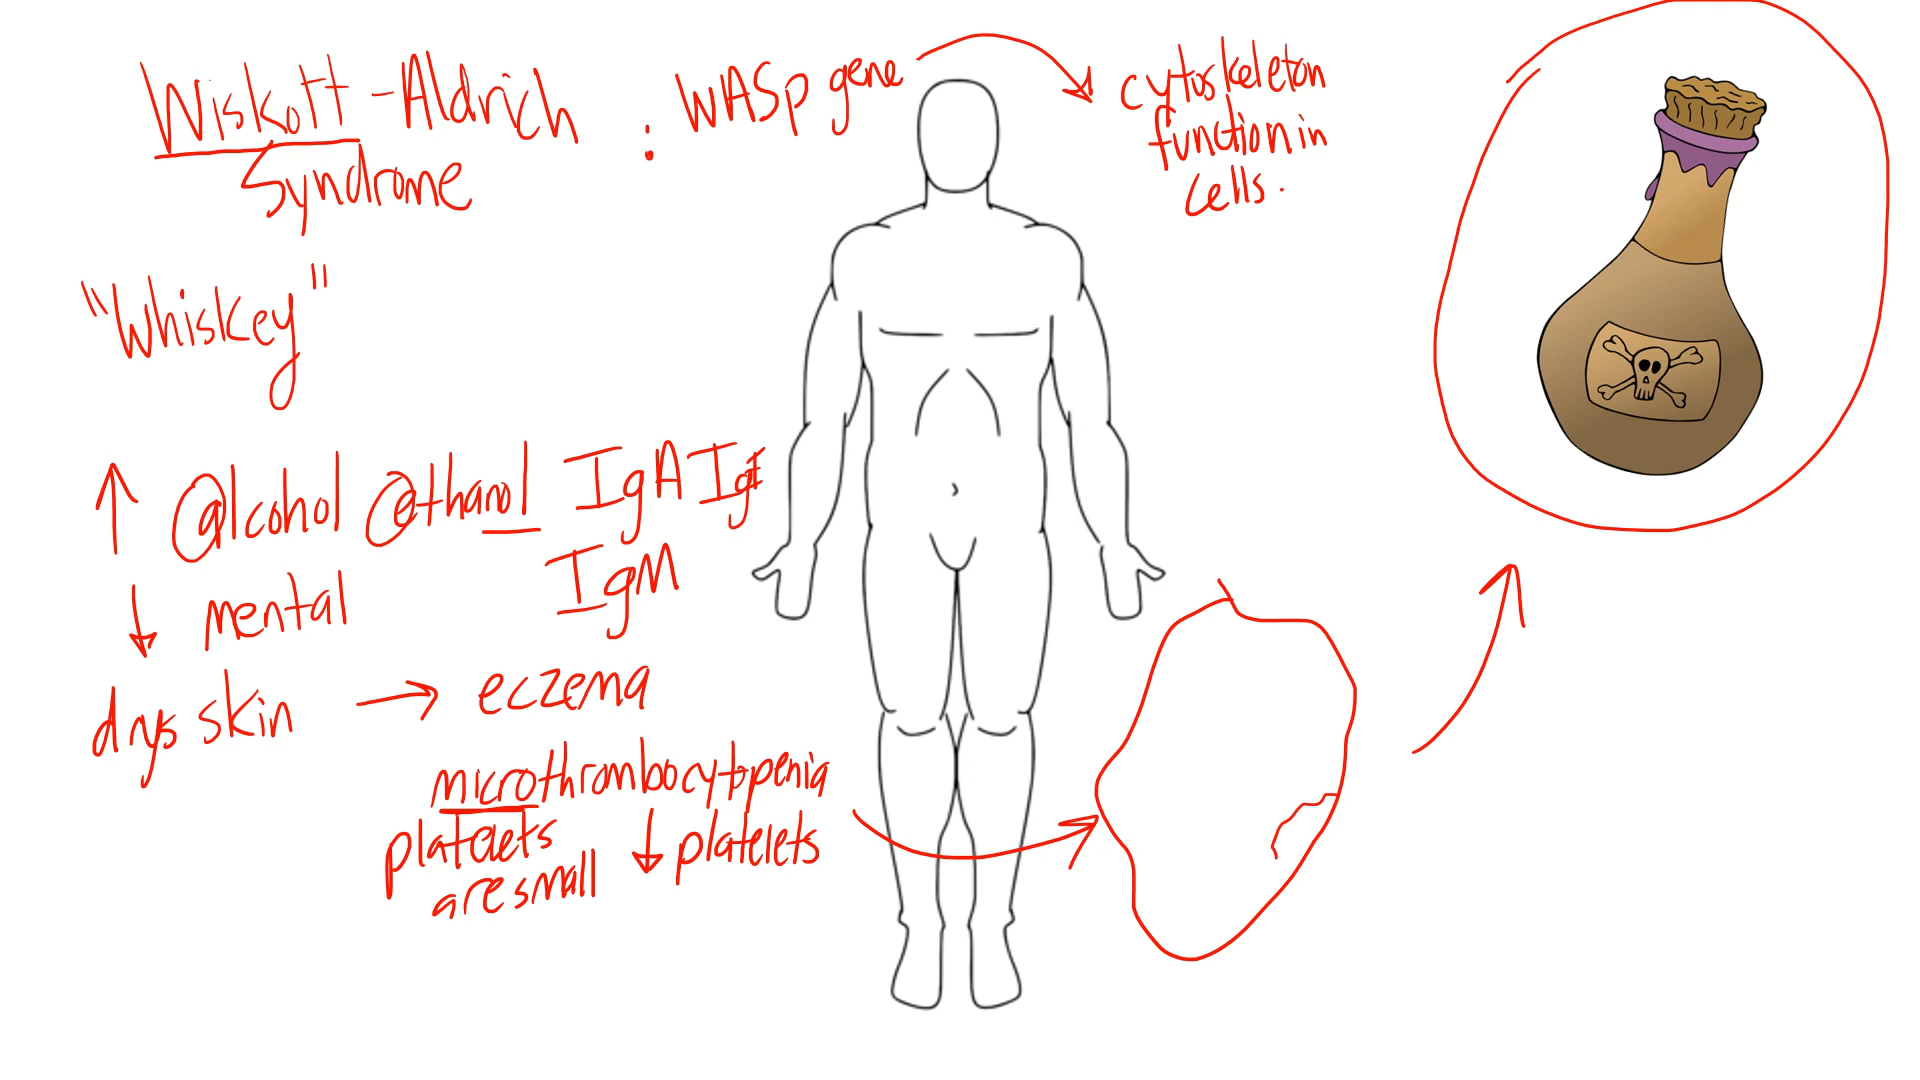 Wiskott-Aldrich : WASp gene cytoskeleton
Syndrome function in
cells.
"Whiskey"
↑ @lcohol @thanol IgA IgE
↓ mental IgM
drys skin → eczema
microthrombocytopenia
platelets ↓ platelets
are small